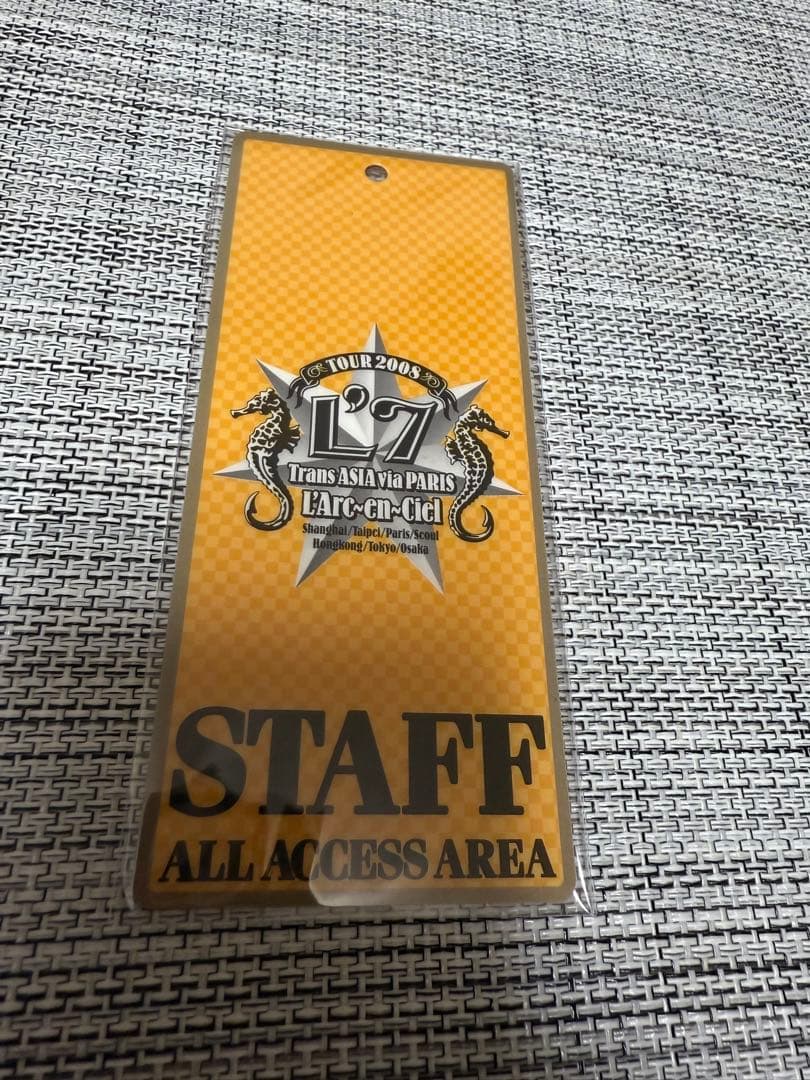 TOUR 2008
L'7
Trans ASIA via PARIS
L'Arc~en~Ciel
Shanghai/Taipei/Paris/Seoul
Hongkong/Tokyo/Osaka
STAFF
ALL ACCESS AREA